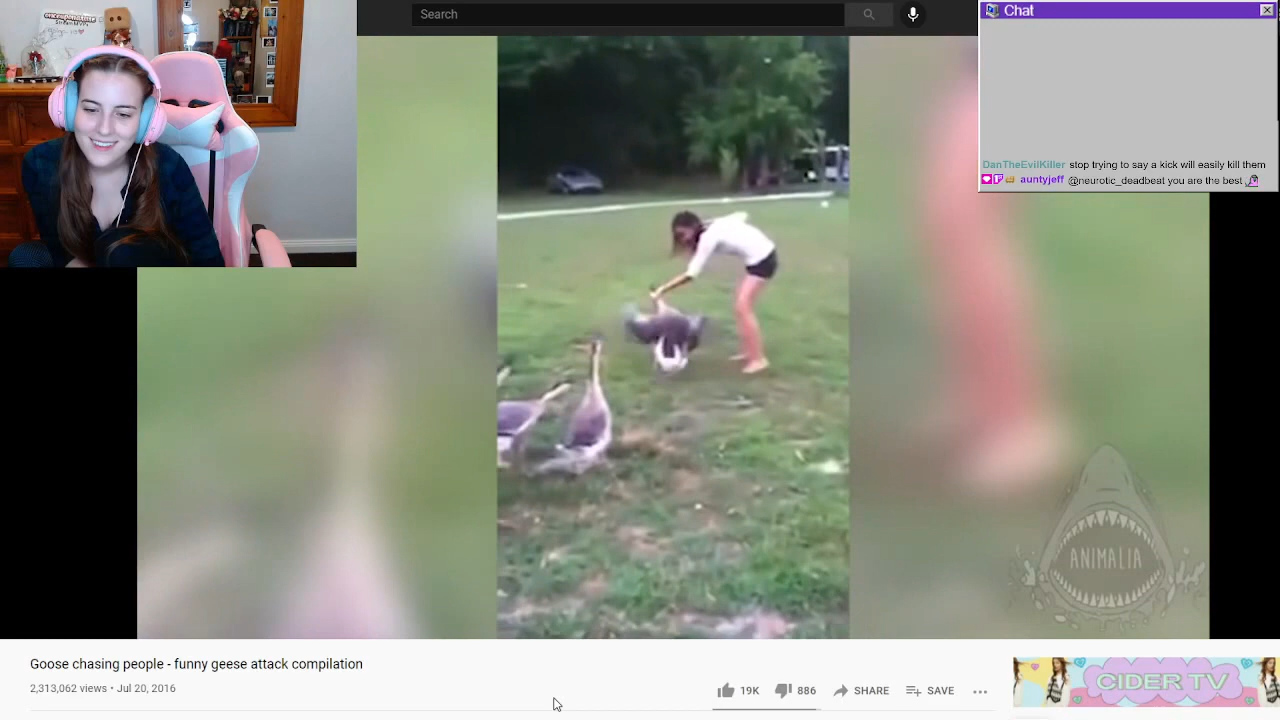 Search
Chat
DanTheEvilKiller stop trying to say a kick will easily kill them
auntyjeff @neurotic_deadbeat you are the best
ANIMALIA
Goose chasing people - funny geese attack compilation
2,313,062 views • Jul 20, 2016
19K 886 SHARE SAVE
CIDER TV